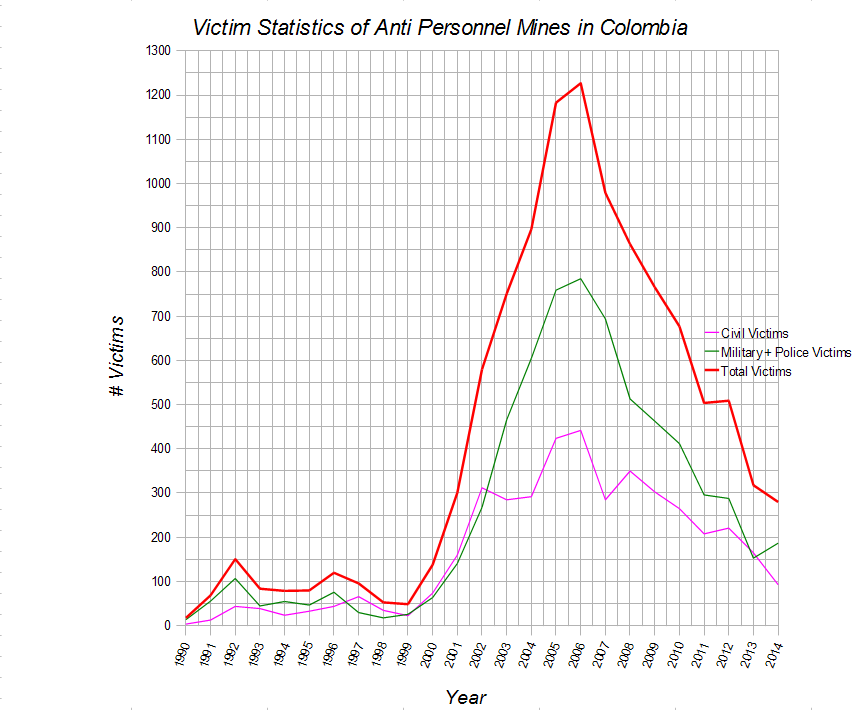 Victim Statistics of Anti Personnel Mines in Colombia
1300
1200
1100
1000
900
800
700
600
500
400
300
200
100
0
# Victims
Civil Victims
Military + Police Victims
Total Victims
1990 1991 1992 1993 1994 1995 1996 1997 1998 1999 2000 2001 2002 2003 2004 2005 2006 2007 2008 2009 2010 2011 2012 2013 2014
Year